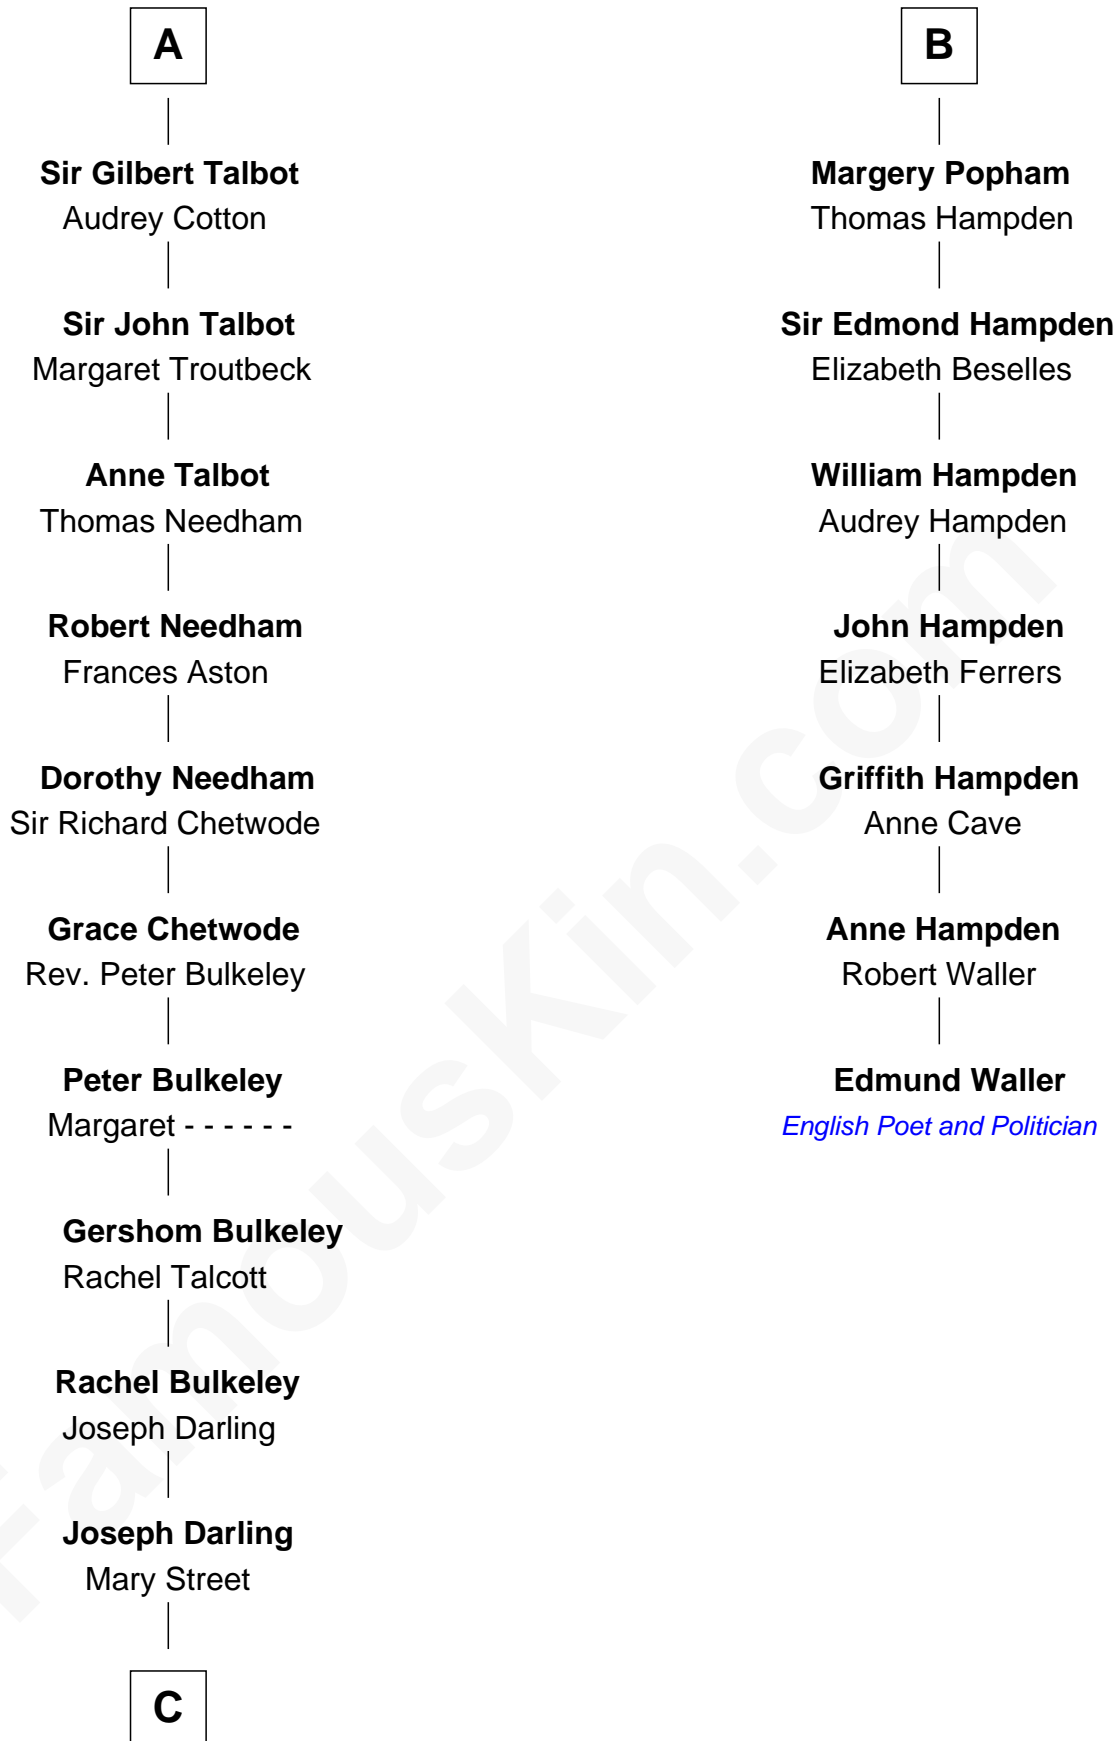 A
Sir Gilbert Talbot
Audrey Cotton
Sir John Talbot
Margaret Troutbeck
Anne Talbot
Thomas Needham
Robert Needham
Frances Aston
Dorothy Needham
Sir Richard Chetwode
Grace Chetwode
Rev. Peter Bulkeley
Peter Bulkeley
Margaret - - - - - -
Gershom Bulkeley
Rachel Talcott
Rachel Bulkeley
Joseph Darling
Joseph Darling
Mary Street
C
B
Margery Popham
Thomas Hampden
Sir Edmond Hampden
Elizabeth Beselles
William Hampden
Audrey Hampden
John Hampden
Elizabeth Ferrers
Griffith Hampden
Anne Cave
Anne Hampden
Robert Waller
Edmund Waller
English Poet and Politician
FamousKin.com